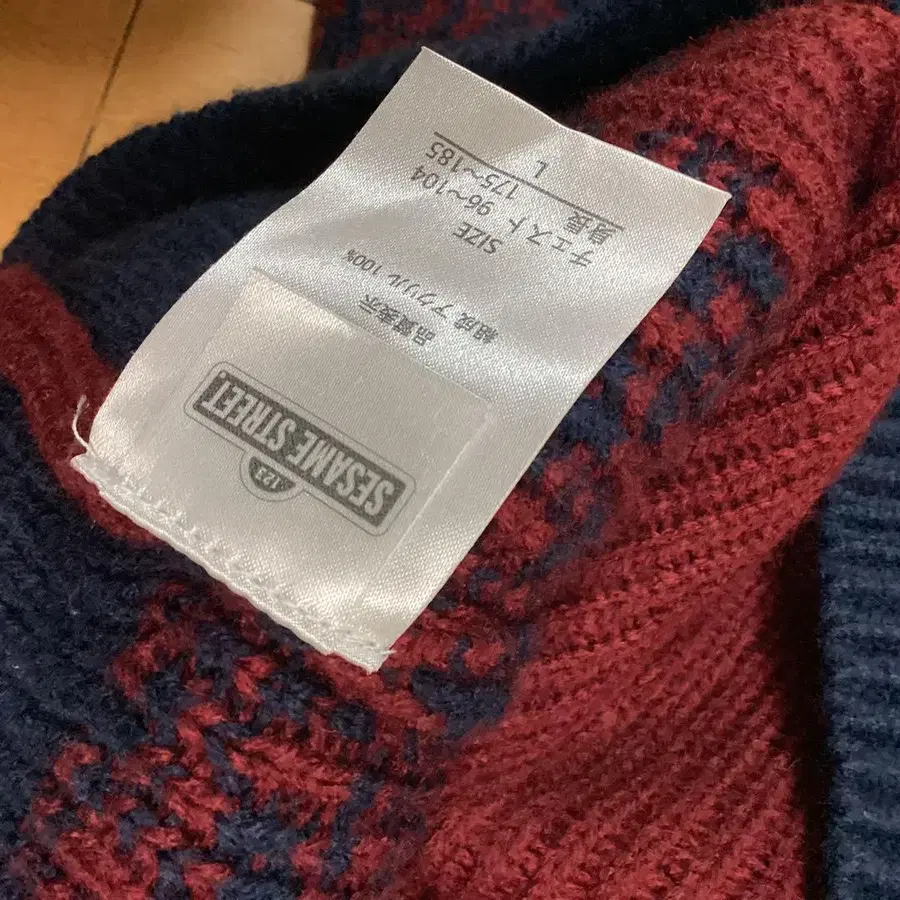 SESAME STREET
123
品質表示
組成 アクリル 100%
SIZE
チェスト 96~104
身長 175~185
L